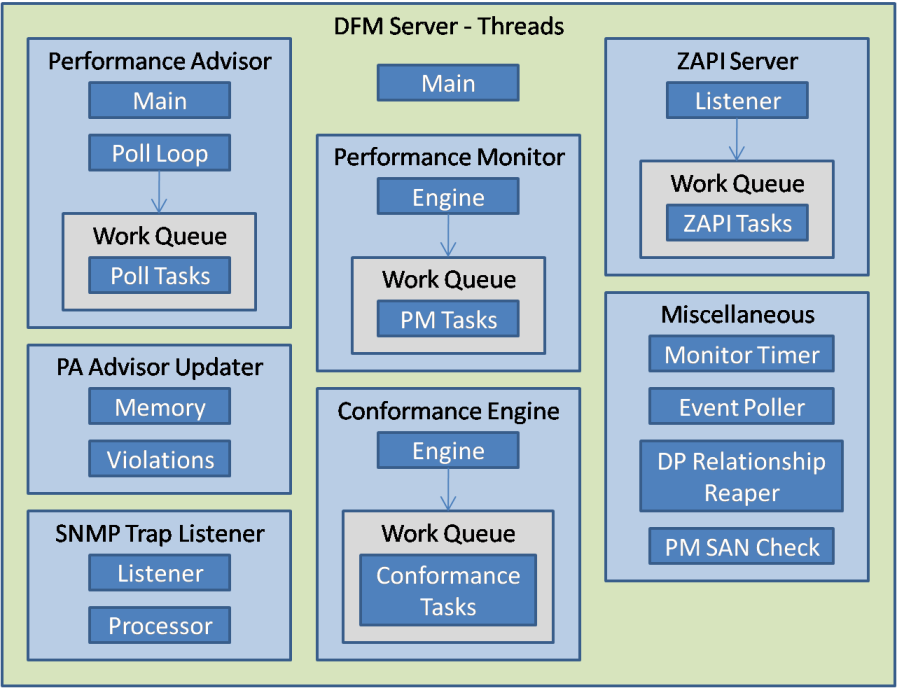 DFM Server - Threads
Performance Advisor
Main
Poll Loop
Work Queue
Poll Tasks
PA Advisor Updater
Memory
Violations
SNMP Trap Listener
Listener
Processor
Main
Performance Monitor
Engine
Work Queue
PM Tasks
Conformance Engine
Engine
Work Queue
Conformance
Tasks
ZAPI Server
Listener
Work Queue
ZAPI Tasks
Miscellaneous
Monitor Timer
Event Poller
DP Relationship
Reaper
PM SAN Check